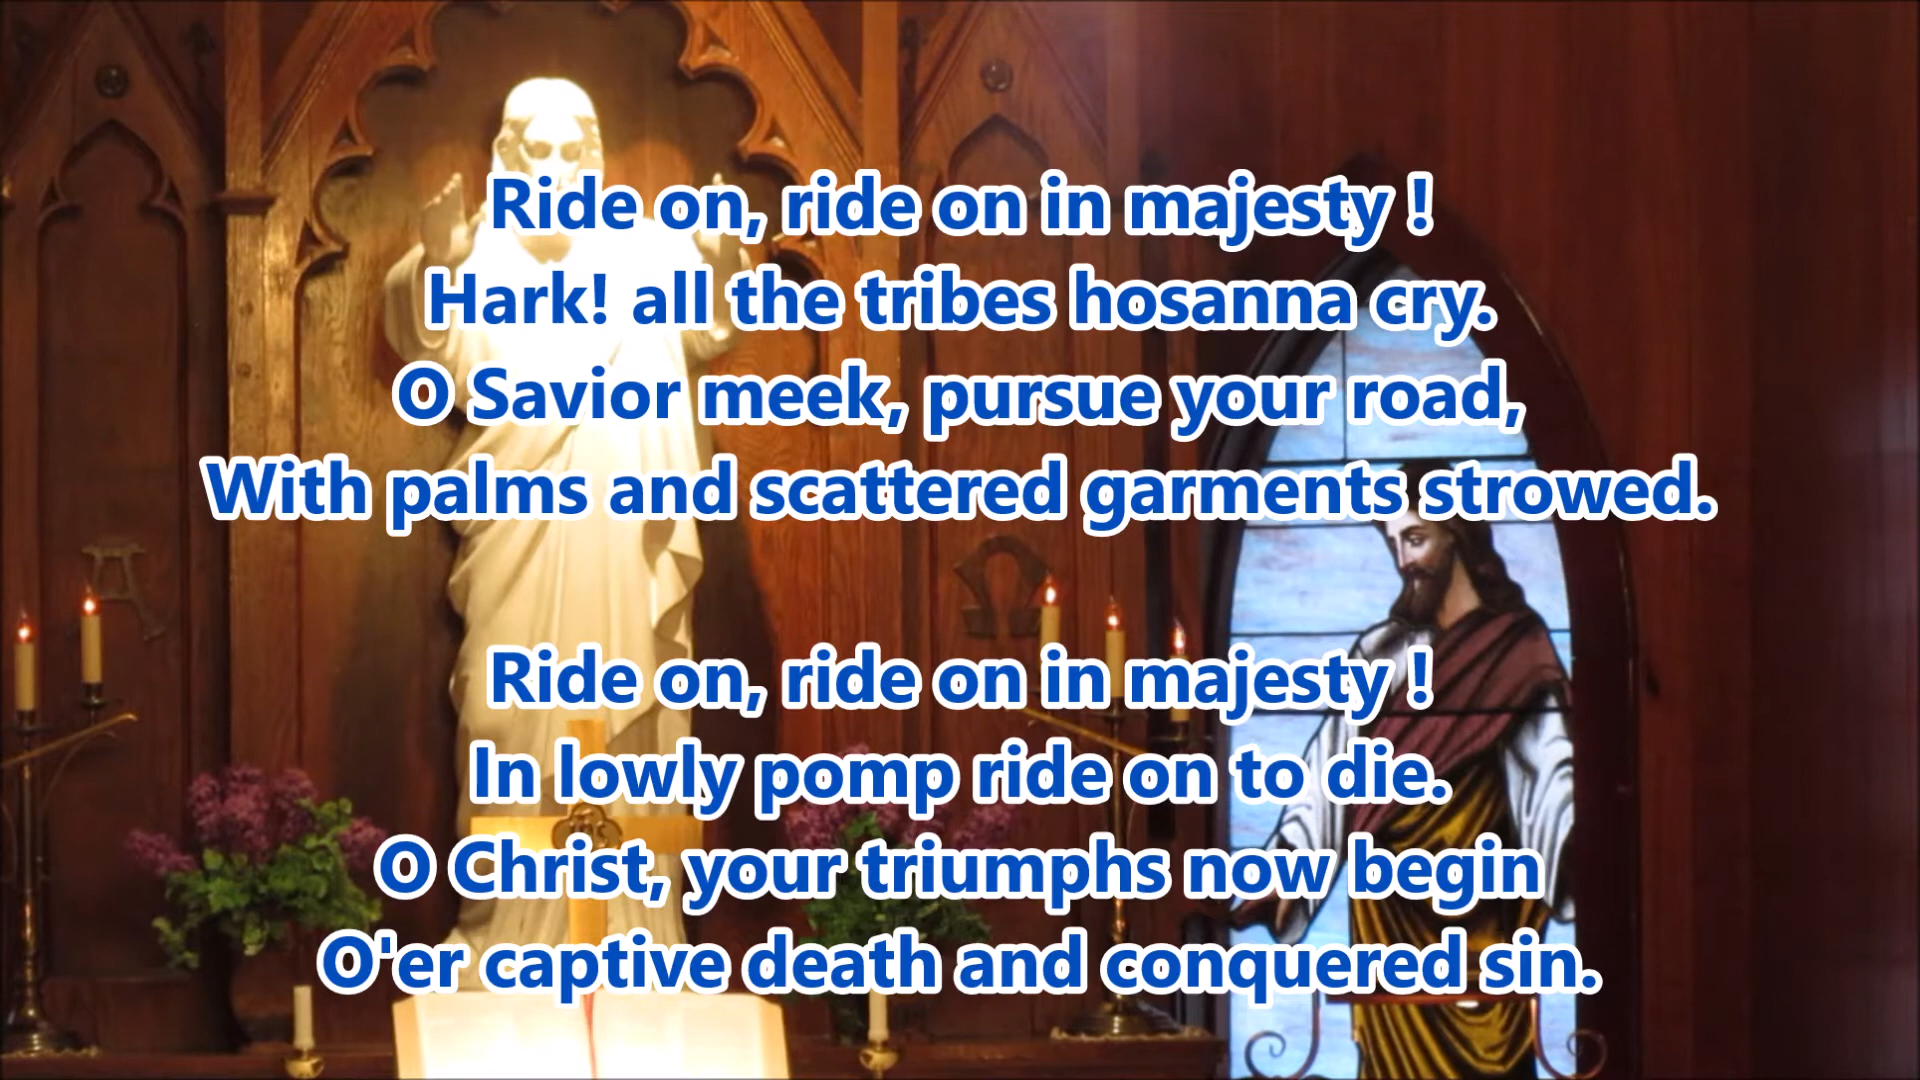 Ride on, ride on in majesty !
Hark! all the tribes hosanna cry.
O Savior meek, pursue your road,
With palms and scattered garments strowed.
Ride on, ride on in majesty !
In lowly pomp ride on to die.
O Christ, your triumphs now begin
O'er captive death and conquered sin.